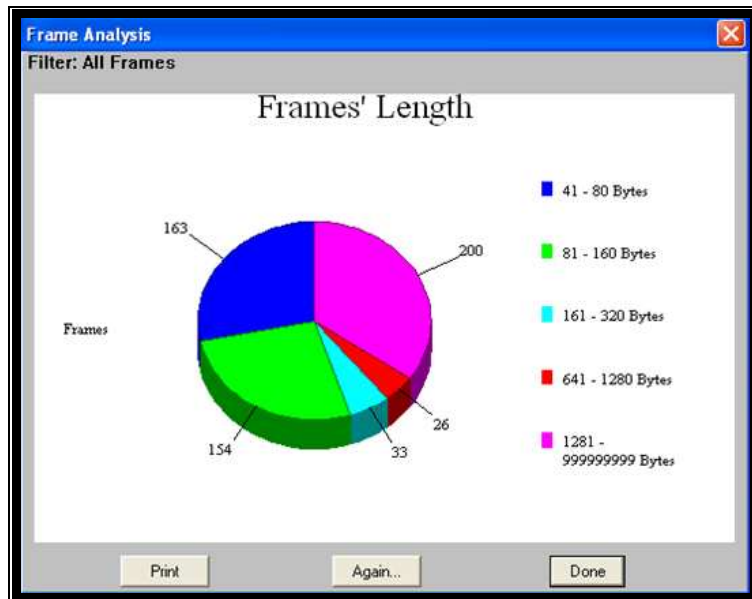 Frame Analysis
Filter: All Frames
Frames' Length
163
200
Frames
154
33
26
41 - 80 Bytes
81 - 160 Bytes
161 - 320 Bytes
641 - 1280 Bytes
1281 -
999999999 Bytes
Print
Again...
Done